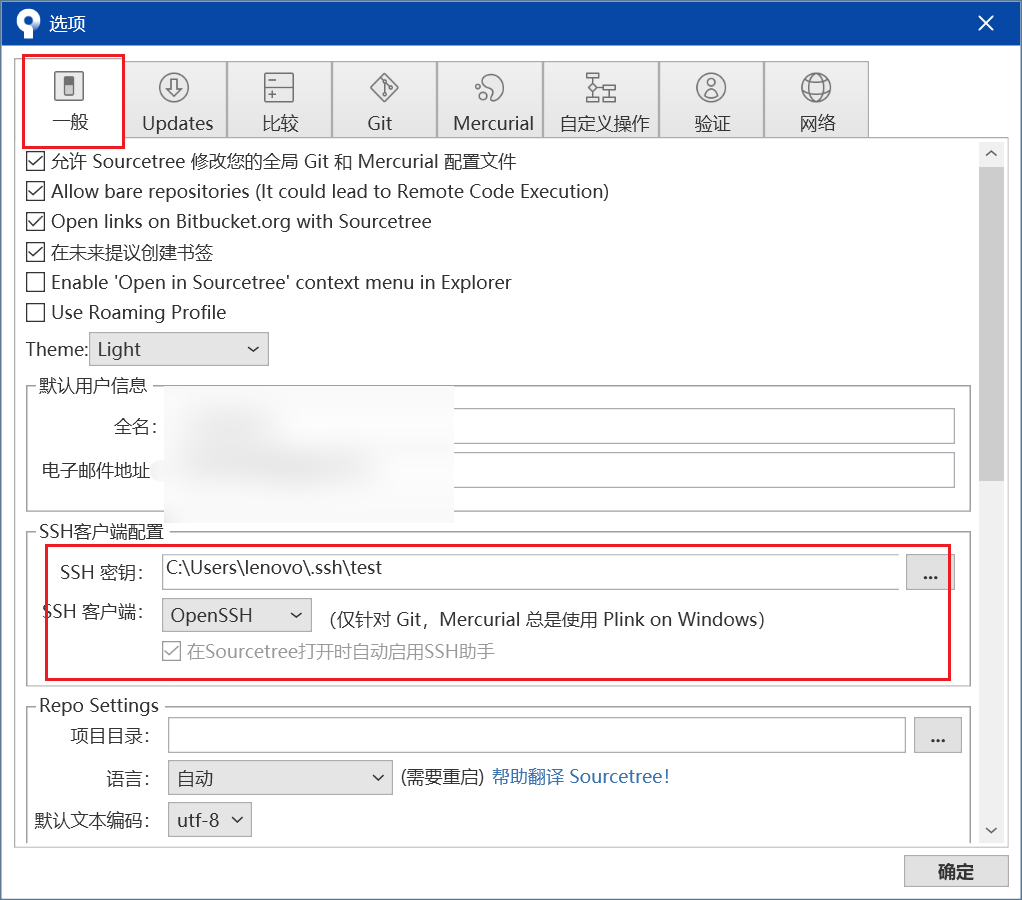 选项
一般 Updates 比较 Git Mercurial 自定义操作 验证 网络
允许 Sourcetree 修改您的全局 Git 和 Mercurial 配置文件
Allow bare repositories (It could lead to Remote Code Execution)
Open links on Bitbucket.org with Sourcetree
在未来提议创建书签
Enable 'Open in Sourcetree' context menu in Explorer
Use Roaming Profile
Theme: Light
默认用户信息
全名：
电子邮件地址
SSH客户端配置
SSH 密钥： C:\Users\lenovo\.ssh\test ...
SSH 客户端： OpenSSH （仅针对 Git，Mercurial 总是使用 Plink on Windows）
在Sourcetree打开时自动启用SSH助手
Repo Settings
项目目录： ...
语言： 自动 (需要重启) 帮助翻译 Sourcetree！
默认文本编码： utf-8
确定